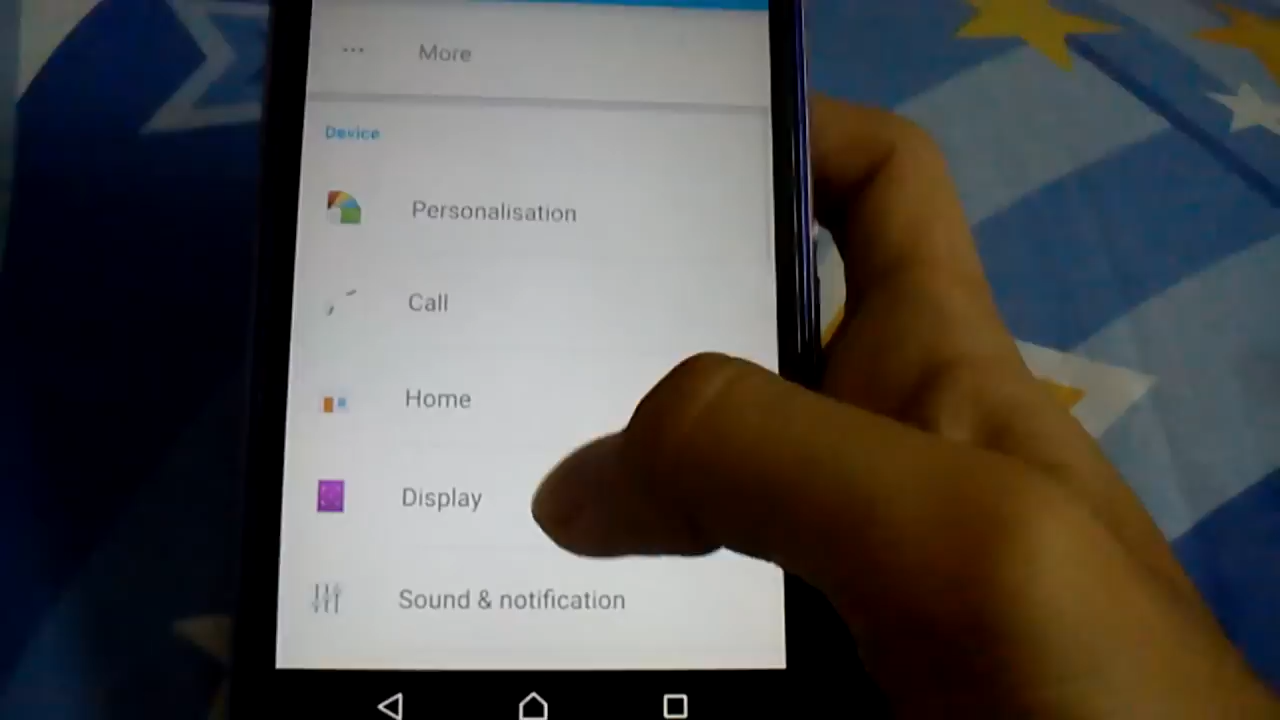 More
Device
Personalisation
Call
Home
Display
Sound & notification